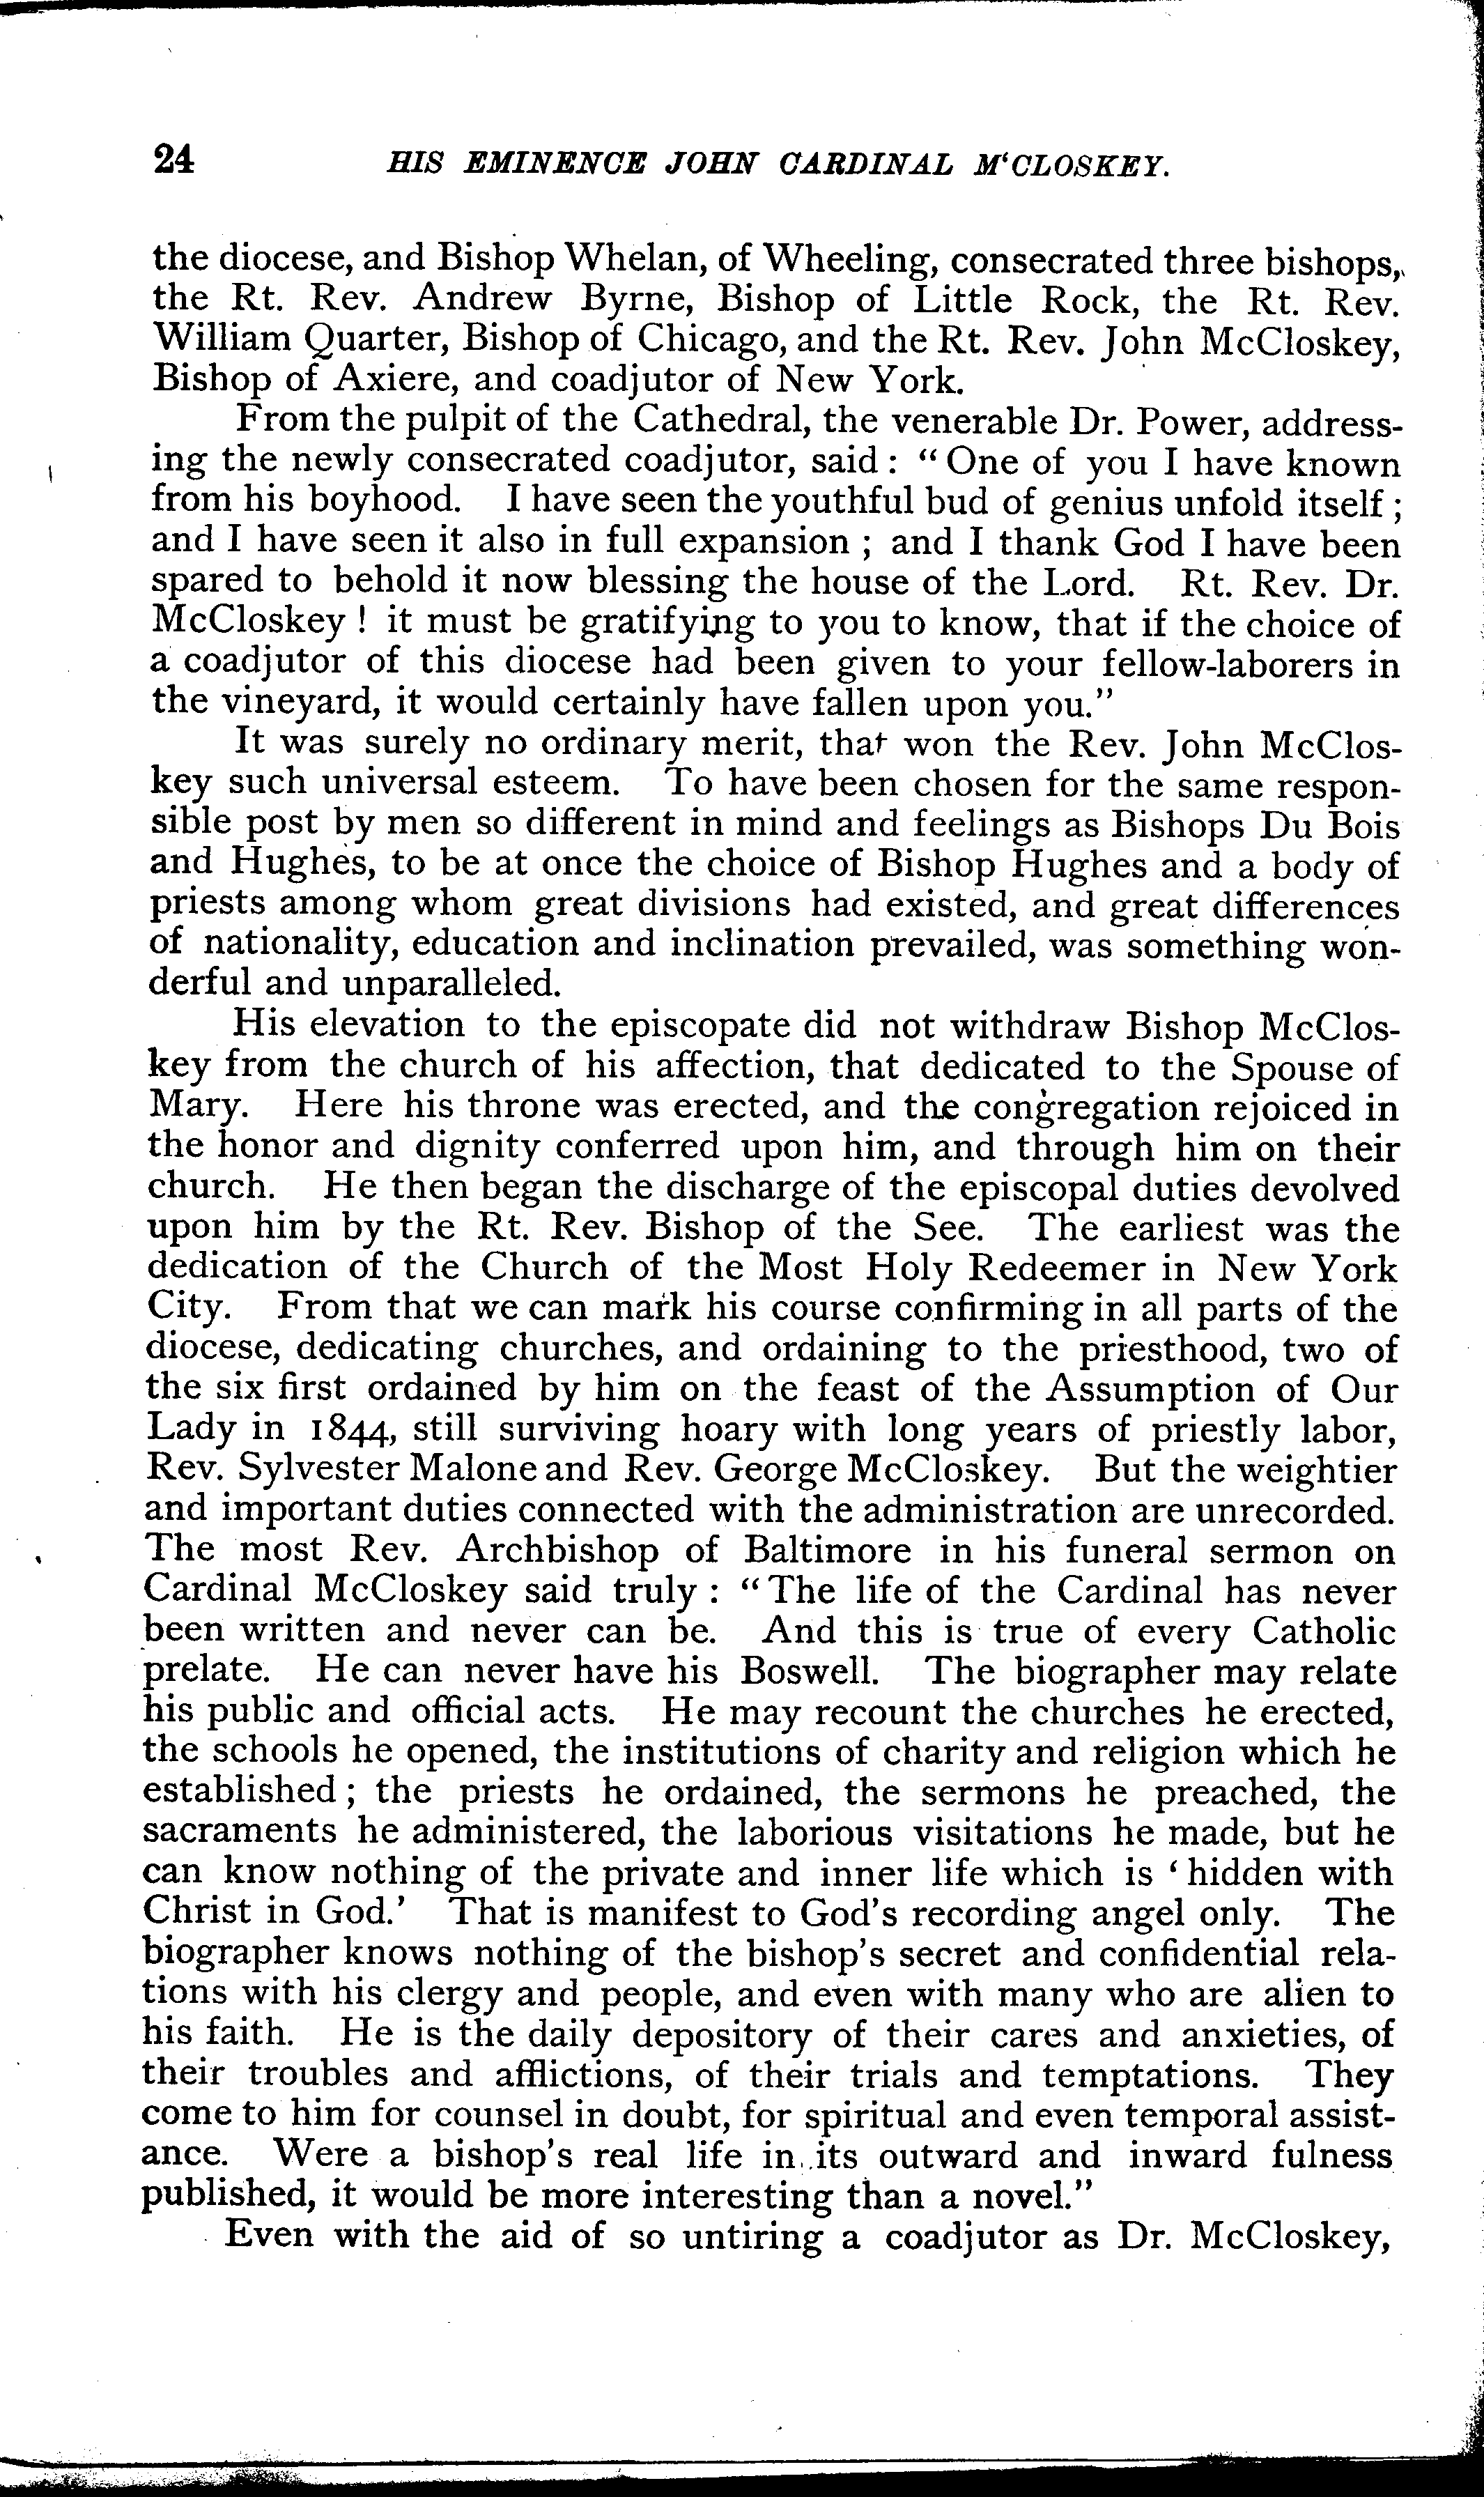 24 HIS EMINENCE JOHN CARDINAL M‘CLOSKEY.
the diocese, and Bishop Whelan, of Wheeling, consecrated three bishops,
the Rt. Rev. Andrew Byrne, Bishop of Little Rock, the Rt. Rev.
William Quarter, Bishop of Chicago, and the Rt. Rev. John McCloskey,
Bishop of Axiere, and coadjutor of New York.
From the pulpit of the Cathedral, the venerable Dr. Power, address-
ing the newly consecrated coadjutor, said : “ One of you I have known
from his boyhood. I have seen the youthful bud of genius unfold itself ;
and I have seen it also in full expansion ; and I thank God I have been
spared to behold it now blessing the house of the Lord. Rt. Rev. Dr.
McCloskey ! it must be gratifying to you to know, that if the choice of
a coadjutor of this diocese had been given to your fellow-laborers in
the vineyard, it would certainly have fallen upon you.”
It was surely no ordinary merit, that won the Rev. John McClos-
key such universal esteem. To have been chosen for the same respon-
sible post by men so different in mind and feelings as Bishops Du Bois
and Hughes, to be at once the choice of Bishop Hughes and a body of
priests among whom great divisions had existed, and great differences
of nationality, education and inclination prevailed, was something won-
derful and unparalleled.
His elevation to the episcopate did not withdraw Bishop McClos-
key from the church of his affection, that dedicated to the Spouse of
Mary. Here his throne was erected, and the congregation rejoiced in
the honor and dignity conferred upon him, and through him on their
church. He then began the discharge of the episcopal duties devolved
upon him by the Rt. Rev. Bishop of the See. The earliest was the
dedication of the Church of the Most Holy Redeemer in New York
City. From that we can mark his course confirming in all parts of the
diocese, dedicating churches, and ordaining to the priesthood, two of
the six first ordained by him on the feast of the Assumption of Our
Lady in 1844, still surviving hoary with long years of priestly labor,
Rev. Sylvester Malone and Rev. George McCloskey. But the weightier
and important duties connected with the administration are unrecorded.
The most Rev. Archbishop of Baltimore in his funeral sermon on
Cardinal McCloskey said truly : “ The life of the Cardinal has never
been written and never can be. And this is true of every Catholic
prelate. He can never have his Boswell. The biographer may relate
his public and official acts. He may recount the churches he erected,
the schools he opened, the institutions of charity and religion which he
established ; the priests he ordained, the sermons he preached, the
sacraments he administered, the laborious visitations he made, but he
can know nothing of the private and inner life which is ‘ hidden with
Christ in God.’ That is manifest to God's recording angel only. The
biographer knows nothing of the bishop's secret and confidential rela-
tions with his clergy and people, and even with many who are alien to
his faith. He is the daily depository of their cares and anxieties, of
their troubles and afflictions, of their trials and temptations. They
come to him for counsel in doubt, for spiritual and even temporal assist-
ance. Were a bishop's real life in its outward and inward fulness
published, it would be more interesting than a novel.”
Even with the aid of so untiring a coadjutor as Dr. McCloskey,